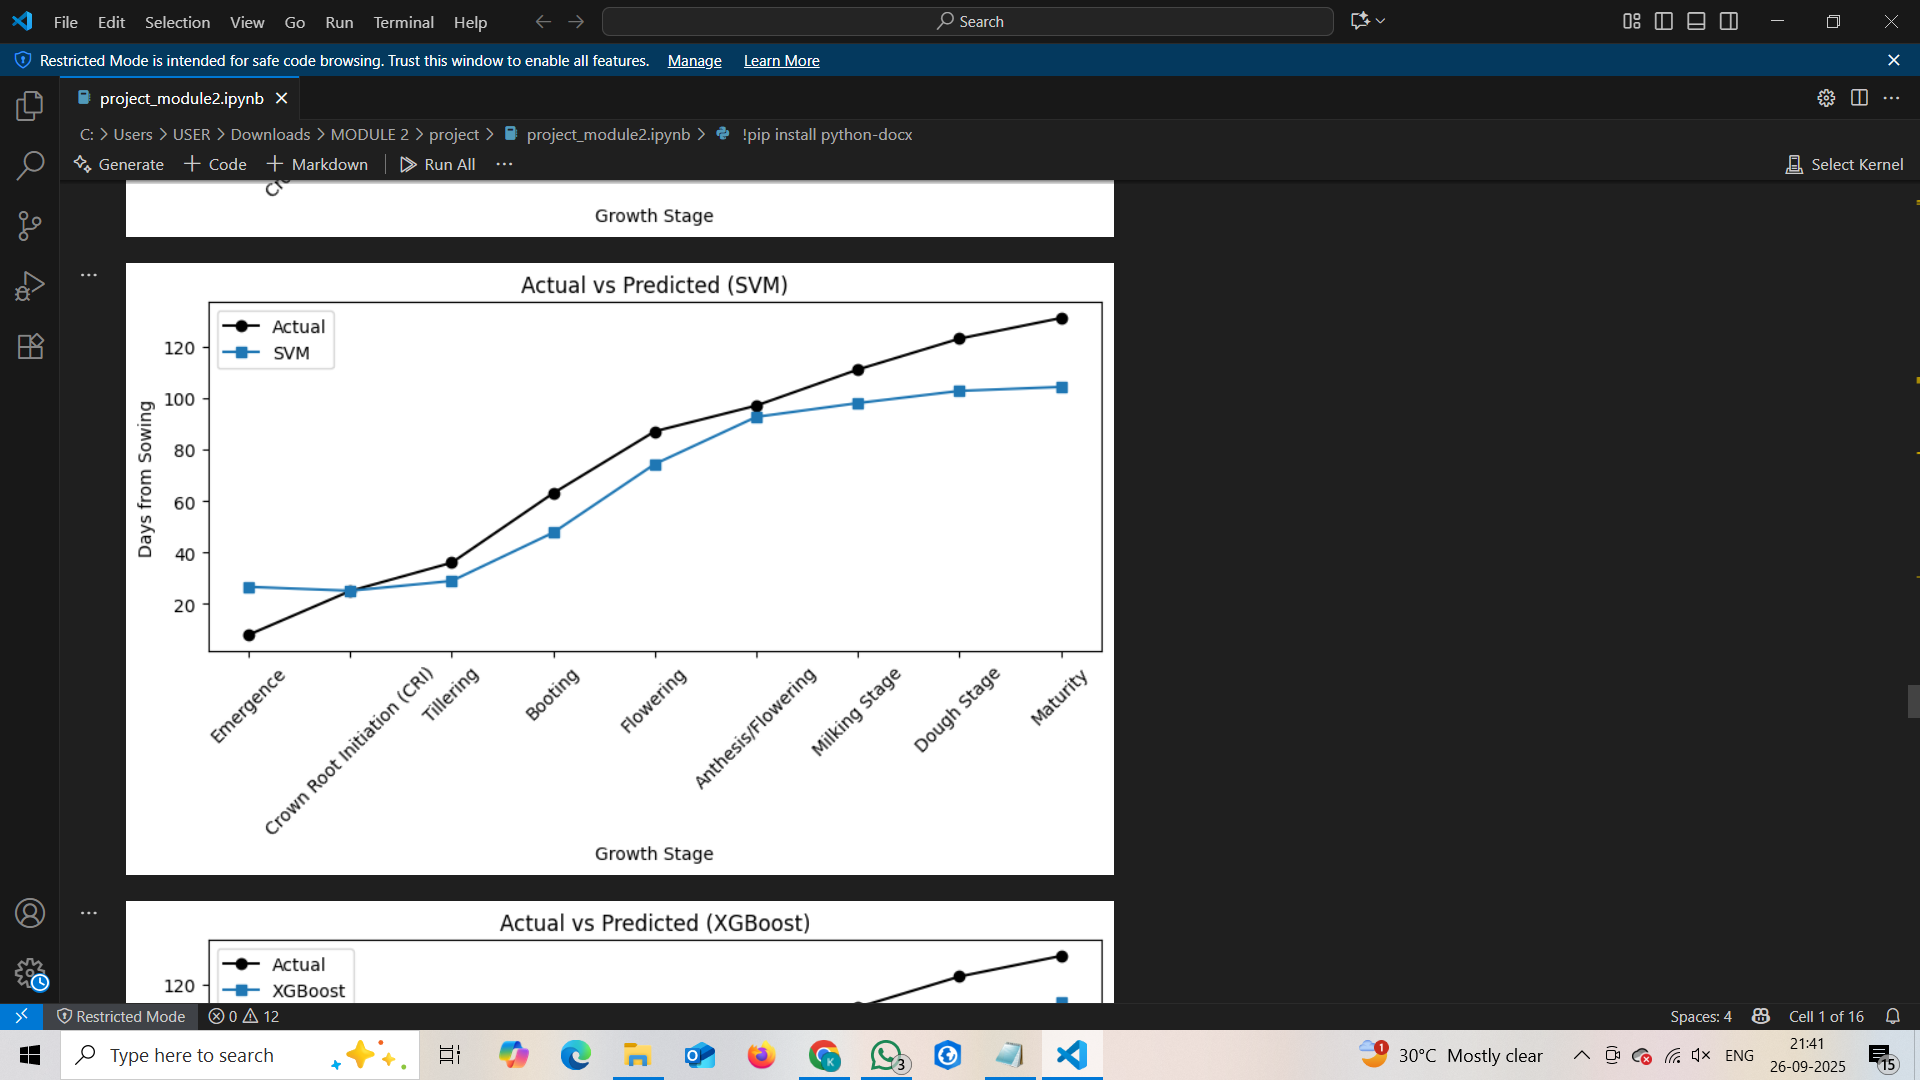 File Edit Selection View Go Run Terminal Help
Search
Restricted Mode is intended for safe code browsing. Trust this window to enable all features. Manage Learn More
project_module2.ipynb
C: > Users > USER > Downloads > MODULE 2 > project > project_module2.ipynb > !pip install python-docx
Generate + Code + Markdown Run All ...
Select Kernel
Growth Stage
Actual vs Predicted (SVM)
Actual
SVM
120
100
80
60
40
20
Days from Sowing
Emergence
Crown Root Initiation (CRI)
Tillering
Booting
Flowering
Anthesis/Flowering
Milking Stage
Dough Stage
Maturity
Growth Stage
Actual vs Predicted (XGBoost)
Actual
XGBoost
120
Restricted Mode 0 12
Spaces: 4 Cell 1 of 16
Type here to search
3
1
30°C Mostly clear
ENG
21:41
26-09-2025
15